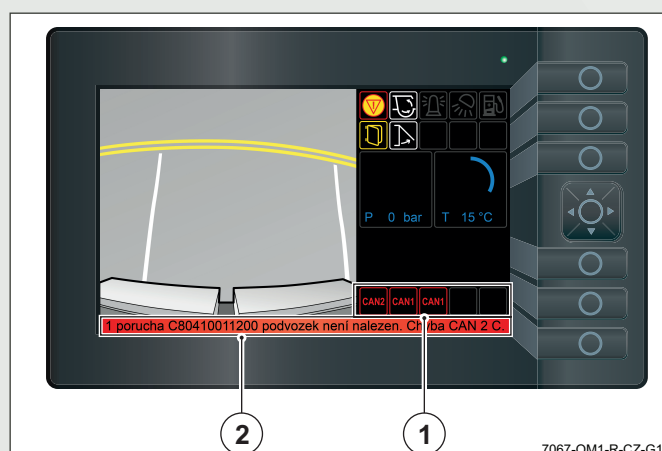 P 0 bar T 15 °C
CAN2 CAN1 CAN1
1 porucha C80410011200 podvozek není nalezen. Chyba CAN 2 C.
2 1
7067-OM1-R-CZ-G1